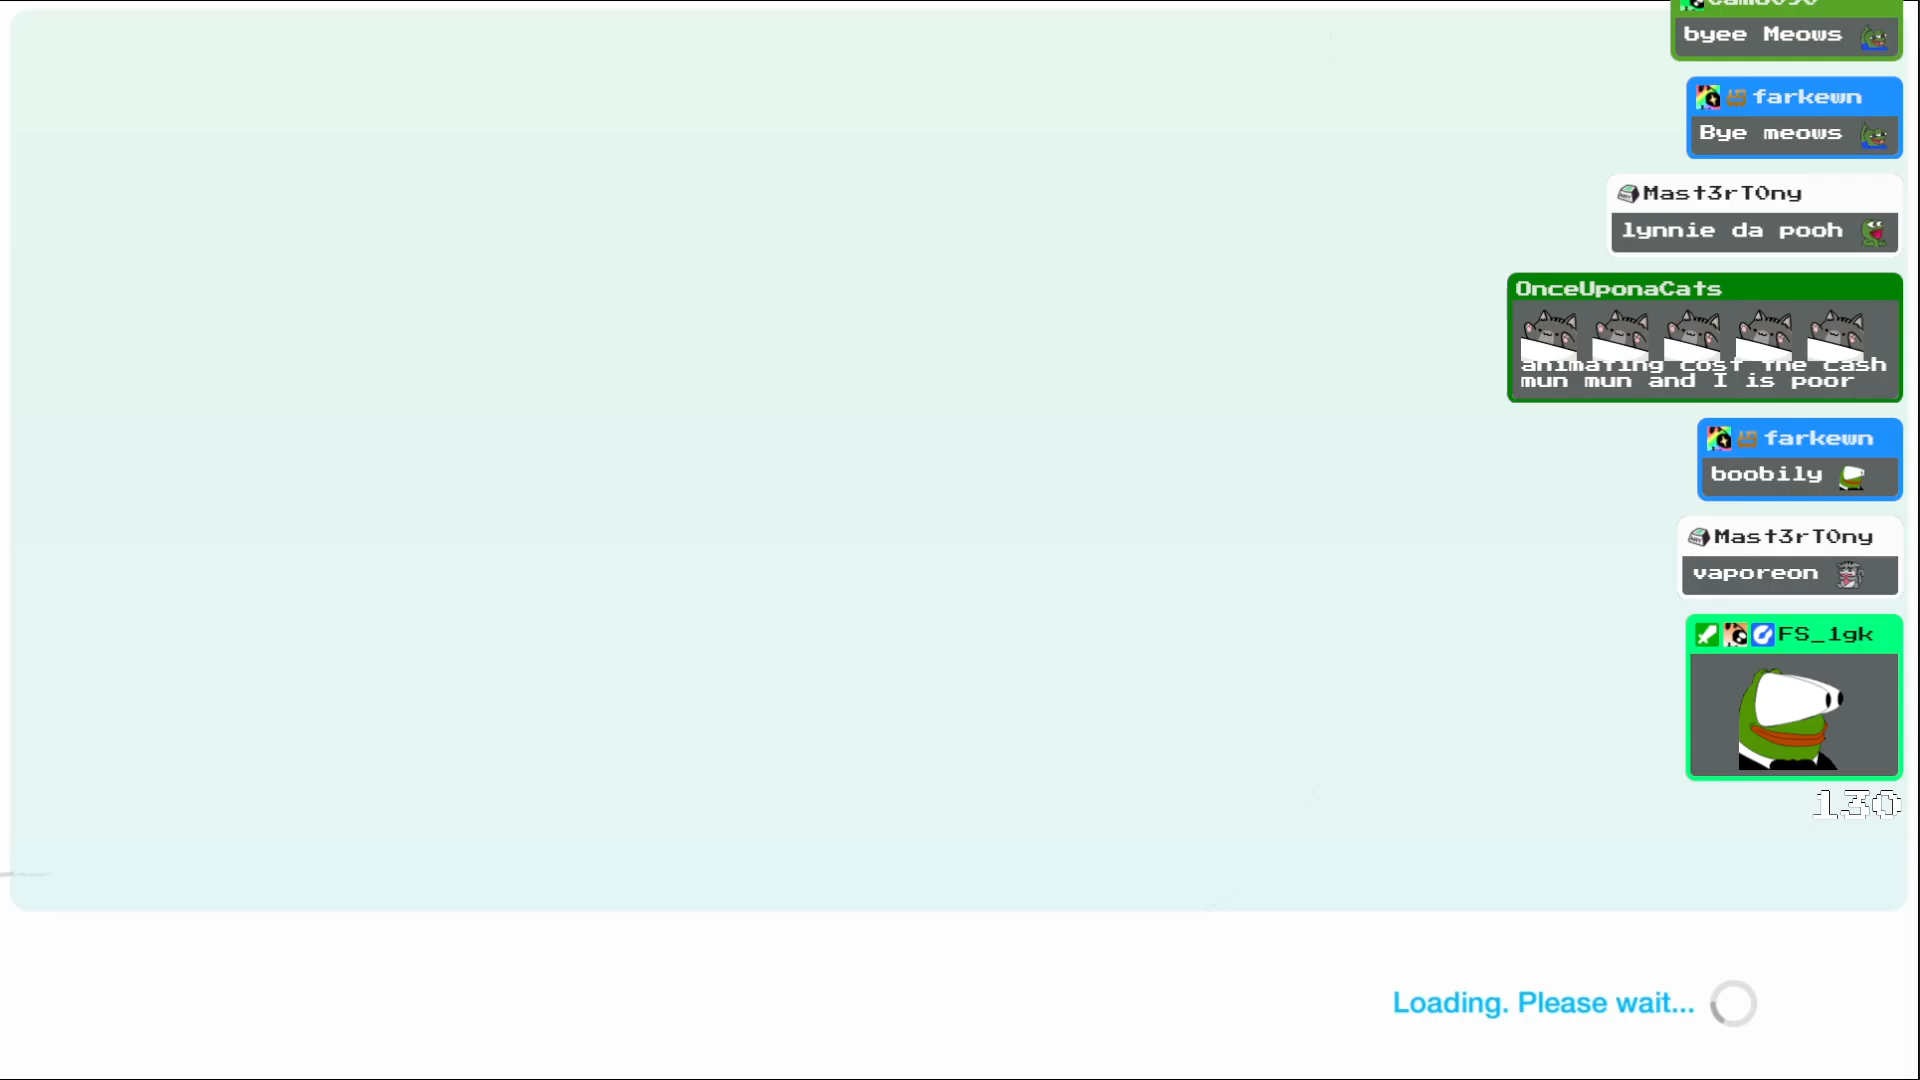 byee Meows
farkewn
Bye meows
Mast3rT0ny
lynnie da pooh
OnceUponaCats
animating cost the cash
mun mun and I is poor
farkewn
boobily
Mast3rT0ny
vaporeon
FS_1gk
130
Loading. Please wait...